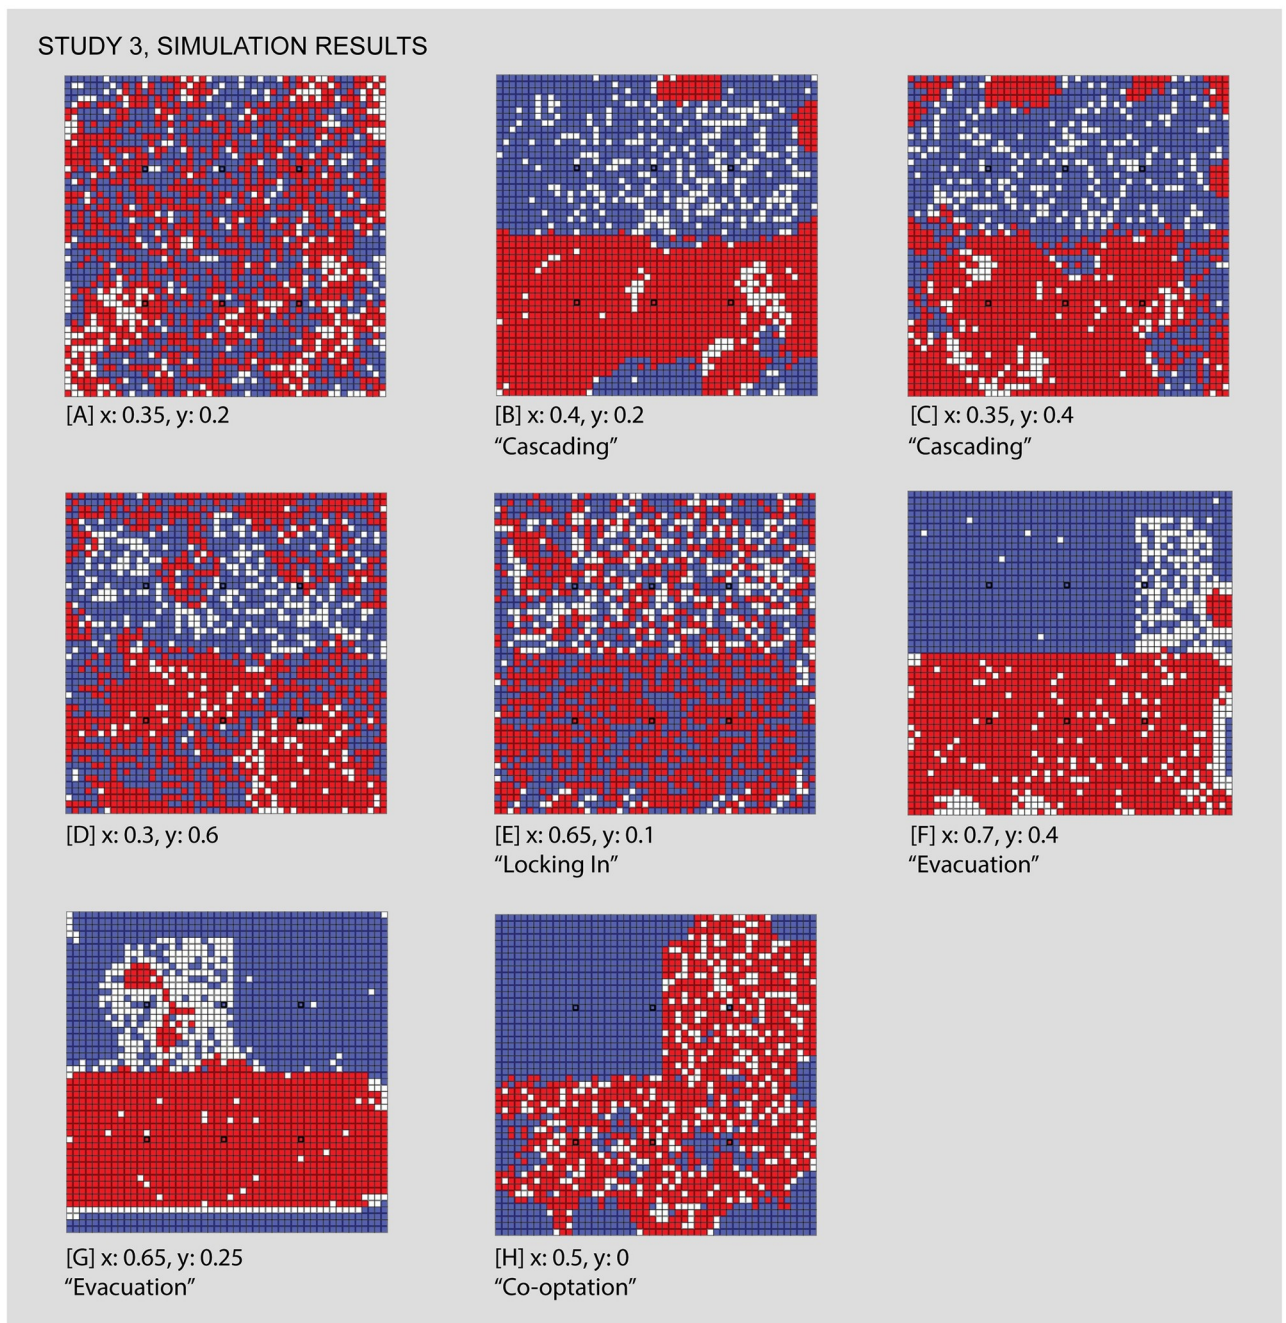 STUDY 3, SIMULATION RESULTS
[A] x: 0.35, y: 0.2
[B] x: 0.4, y: 0.2
“Cascading”
[C] x: 0.35, y: 0.4
“Cascading”
[D] x: 0.3, y: 0.6
[E] x: 0.65, y: 0.1
“Locking In”
[F] x: 0.7, y: 0.4
“Evacuation”
[G] x: 0.65, y: 0.25
“Evacuation”
[H] x: 0.5, y: 0
“Co-optation”